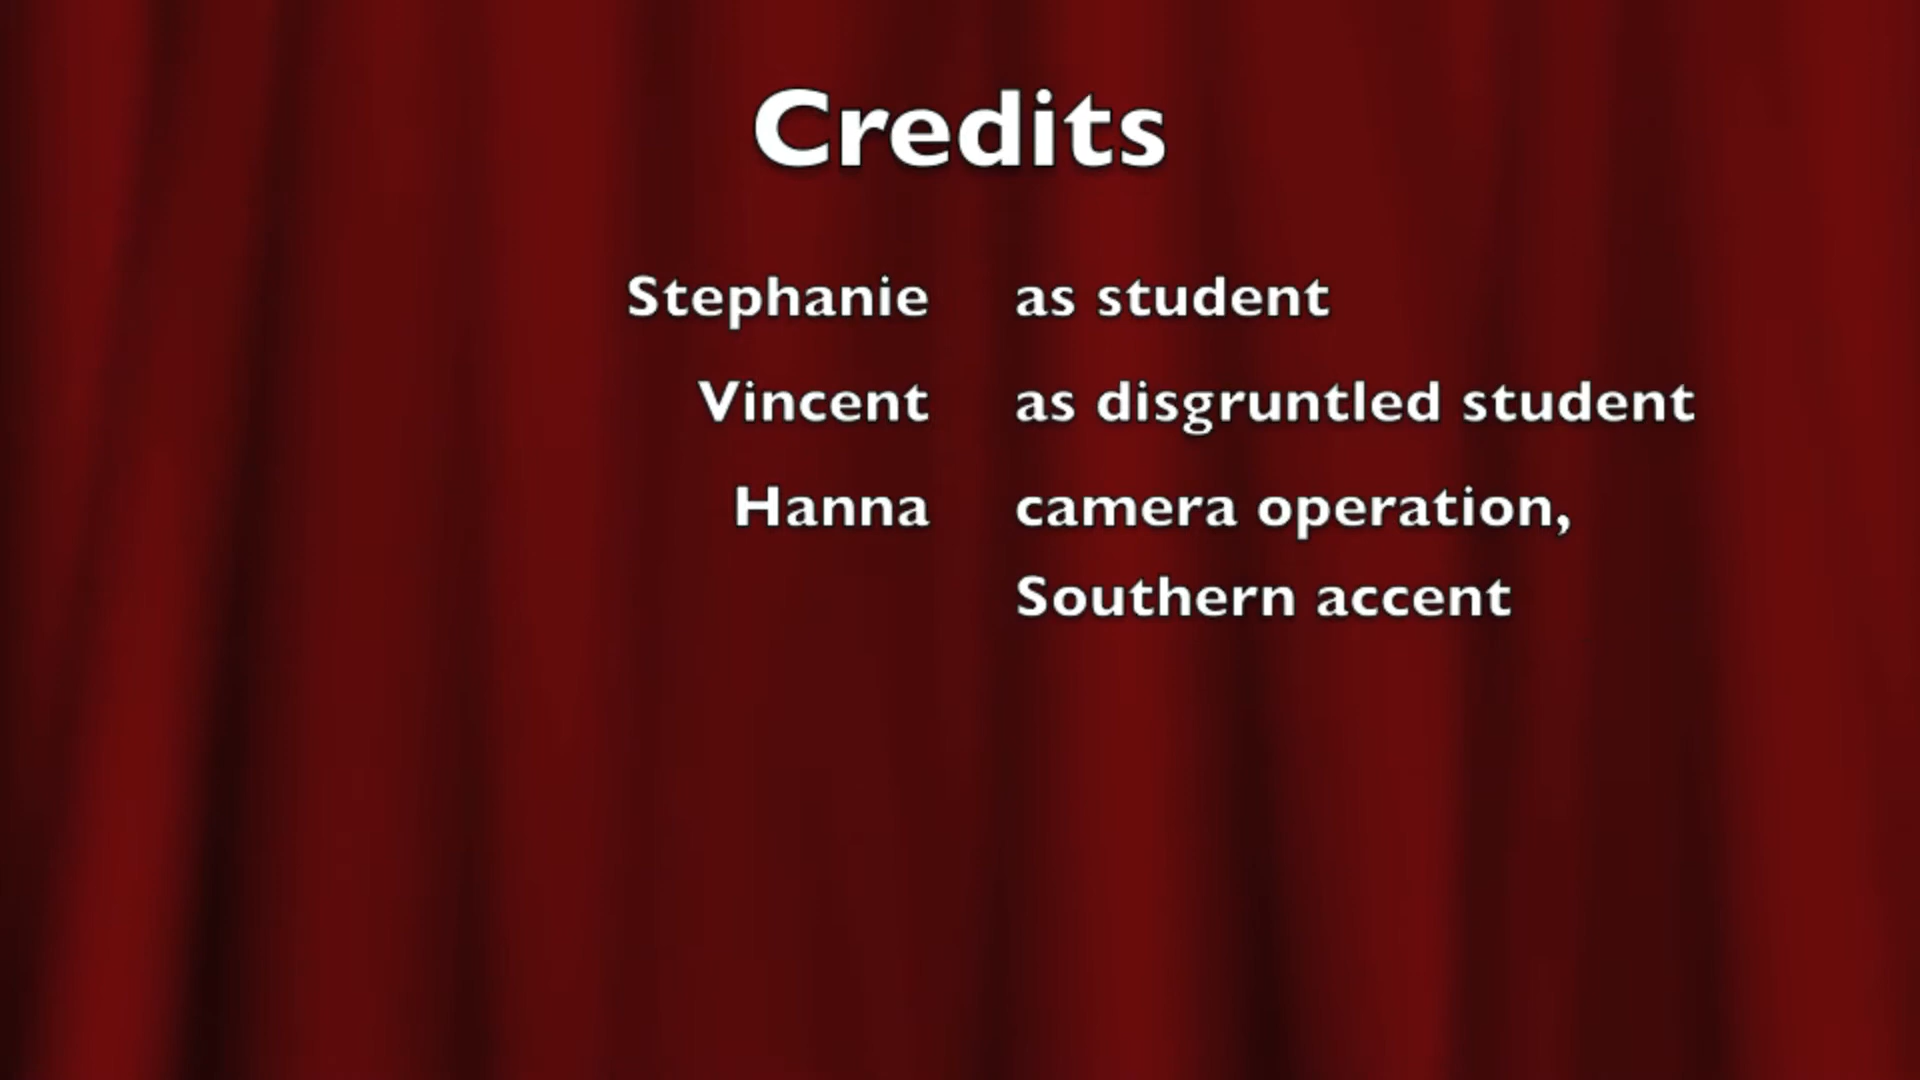 Credits
Stephanie as student
Vincent as disgruntled student
Hanna camera operation,
Southern accent